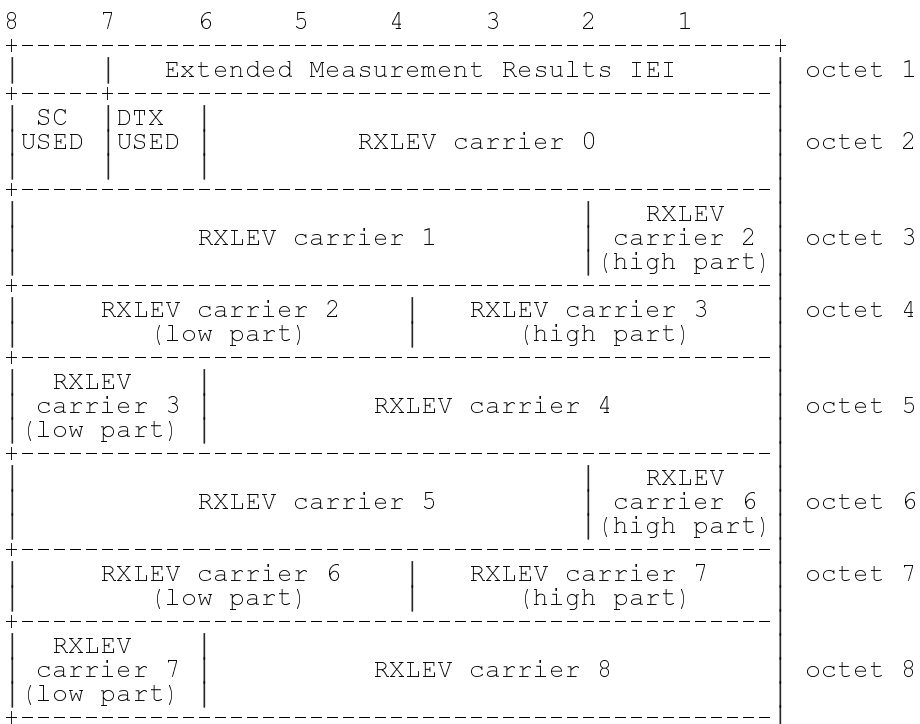 8 7 6 5 4 3 2 1
Extended Measurement Results IEI octet 1
SC DTX
USED USED RXLEV carrier 0 octet 2
RXLEV
RXLEV carrier 1 carrier 2 octet 3
(high part)
RXLEV carrier 2 RXLEV carrier 3 octet 4
(low part) (high part)
RXLEV
carrier 3 RXLEV carrier 4 octet 5
(low part)
RXLEV
RXLEV carrier 5 carrier 6 octet 6
(high part)
RXLEV carrier 6 RXLEV carrier 7 octet 7
(low part) (high part)
RXLEV
carrier 7 RXLEV carrier 8 octet 8
(low part)